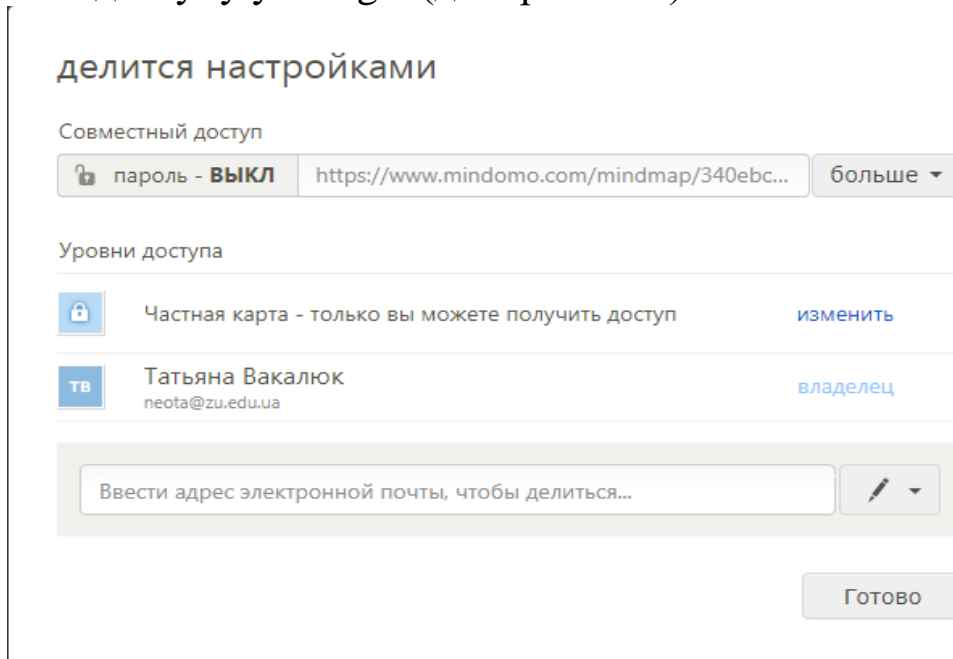 делится настройками
Совместный доступ
пароль - ВЫКЛ https://www.mindomo.com/mindmap/340ebc... больше
Уровни доступа
Частная карта - только вы можете получить доступ изменить
ТВ Татьяна Вакалюк владелец
neota@zu.edu.ua
Ввести адрес электронной почты, чтобы делиться...
Готово